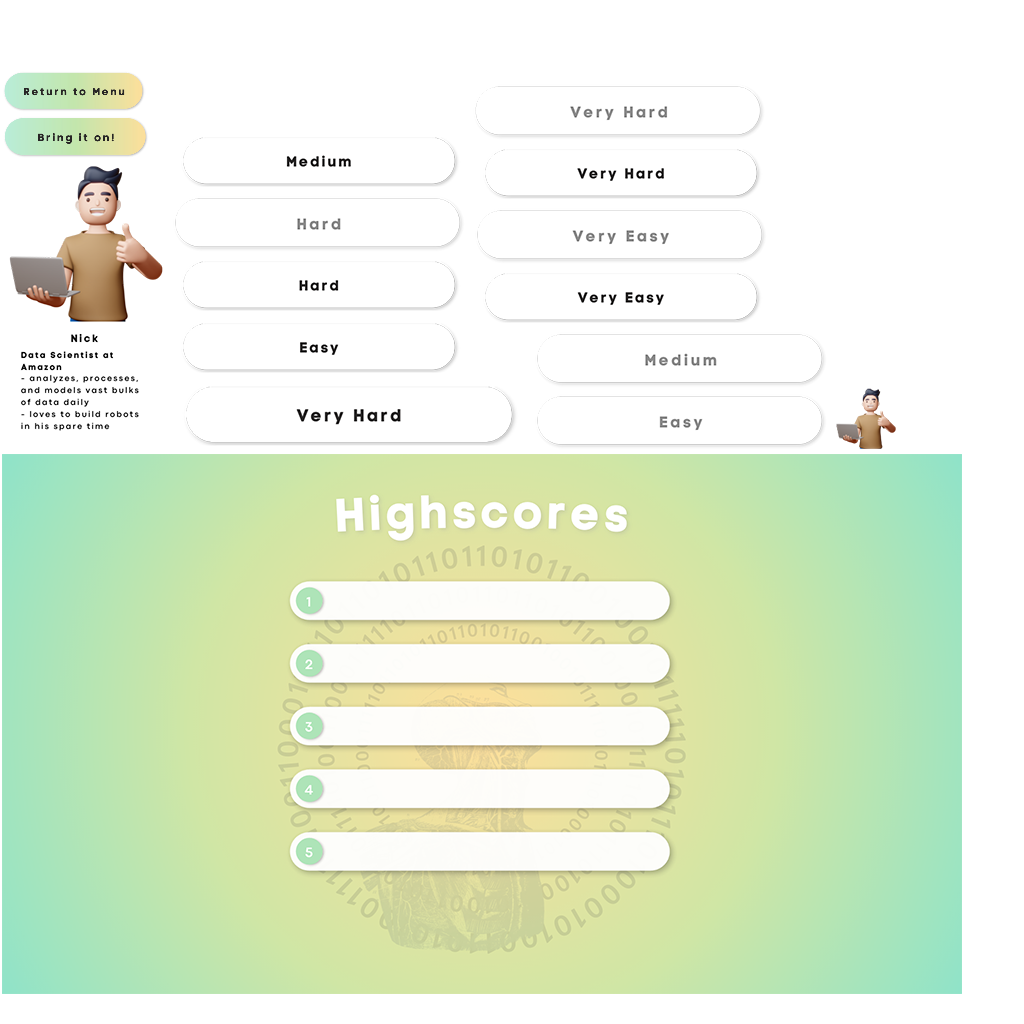 Return to Menu
Bring it on!
Nick
Data Scientist at
Amazon
- analyzes, processes,
and models vast bulks
of data daily
- loves to build robots
in his spare time
Medium
Hard
Hard
Easy
Very Hard
Very Hard
Very Hard
Very Easy
Very Easy
Medium
Easy
Highscores
1
2
3
4
5